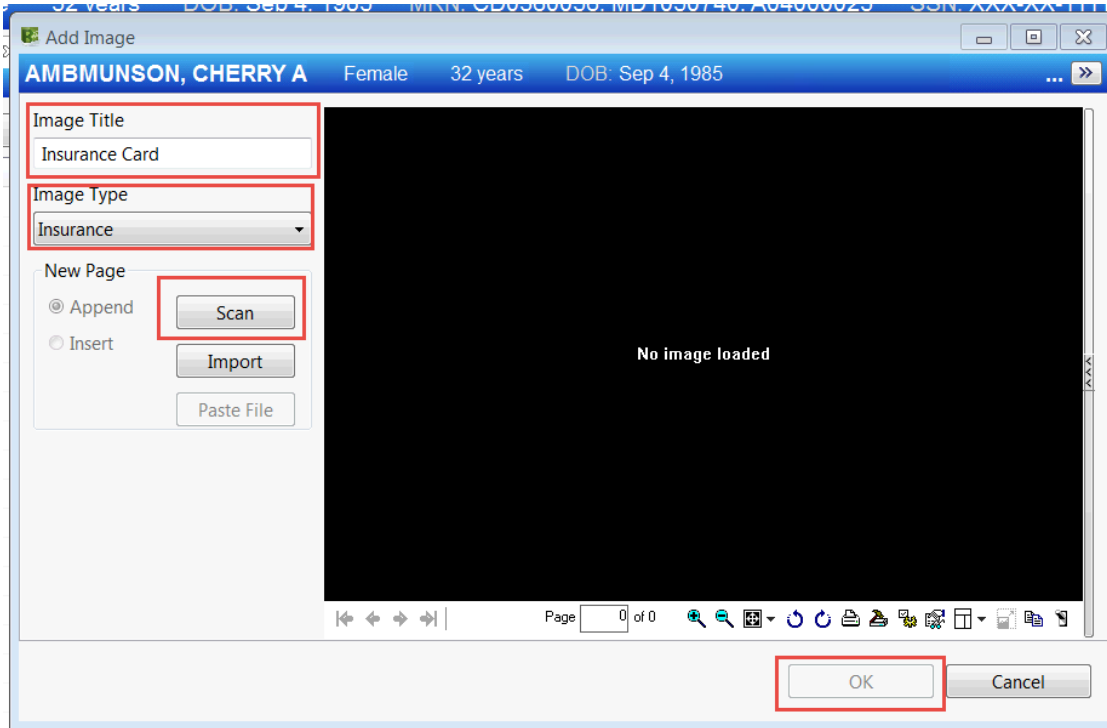 Add Image
AMBMUNSON, CHERRY A Female 32 years DOB: Sep 4, 1985 ...
Image Title
Insurance Card
Image Type
Insurance
New Page
Append Scan
Insert
Import
Paste File
No image loaded
Page 0 of 0
OK Cancel